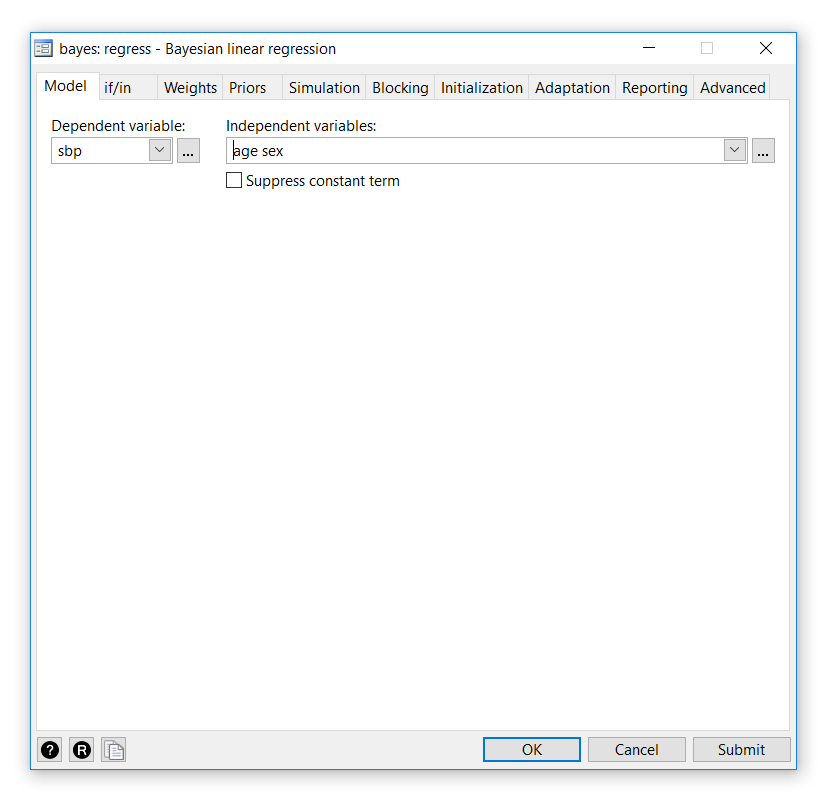 bayes: regress - Bayesian linear regression
Model if/in Weights Priors Simulation Blocking Initialization Adaptation Reporting Advanced
Dependent variable: Independent variables:
sbp ... age sex ...
Suppress constant term
? R OK Cancel Submit